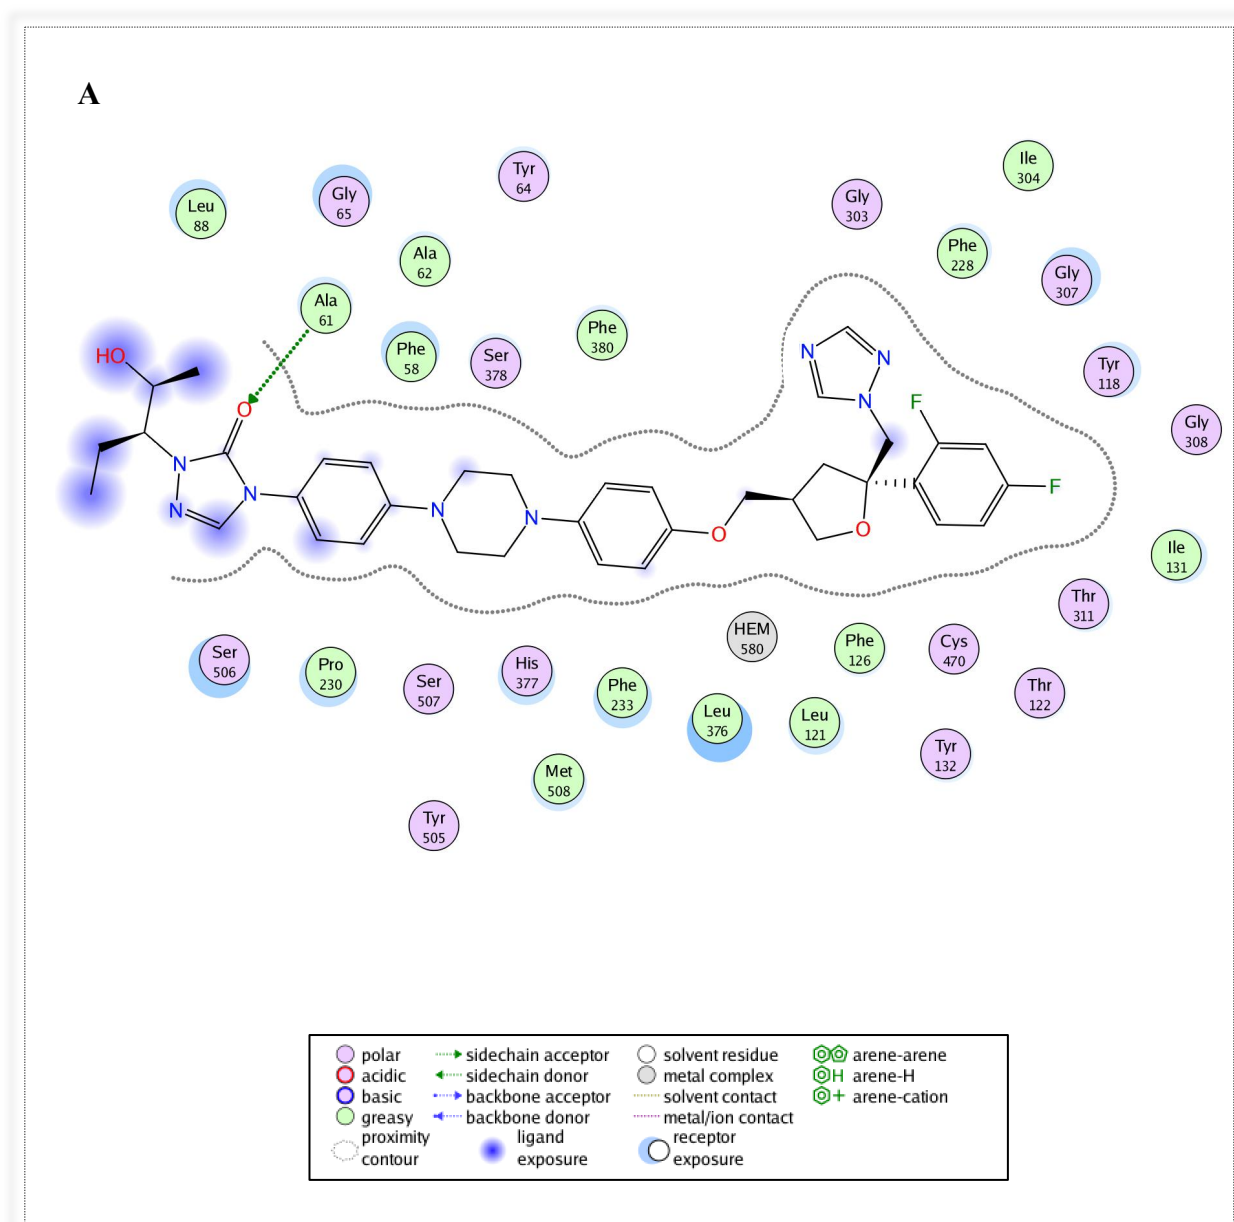 A
Tyr
64
Ile
304
Leu
88
Gly
65
Gly
303
Ala
62
Phe
228
Gly
307
Ala
61
Phe
58
Ser
378
Phe
380
Tyr
118
Gly
308
HO
O
N
N
F
N
N
N
N
N
N
F
O
O
Ile
131
Thr
311
Ser
506
Pro
230
Ser
507
His
377
Phe
233
HEM
580
Phe
126
Cys
470
Thr
122
Leu
376
Leu
121
Tyr
132
Met
508
Tyr
505
polar
sidechain acceptor
solvent residue
arene-arene
acidic
sidechain donor
metal complex
H arene-H
basic
backbone acceptor
solvent contact
+ arene-cation
greasy
backbone donor
metal/ion contact
proximity
contour
ligand
exposure
receptor
exposure